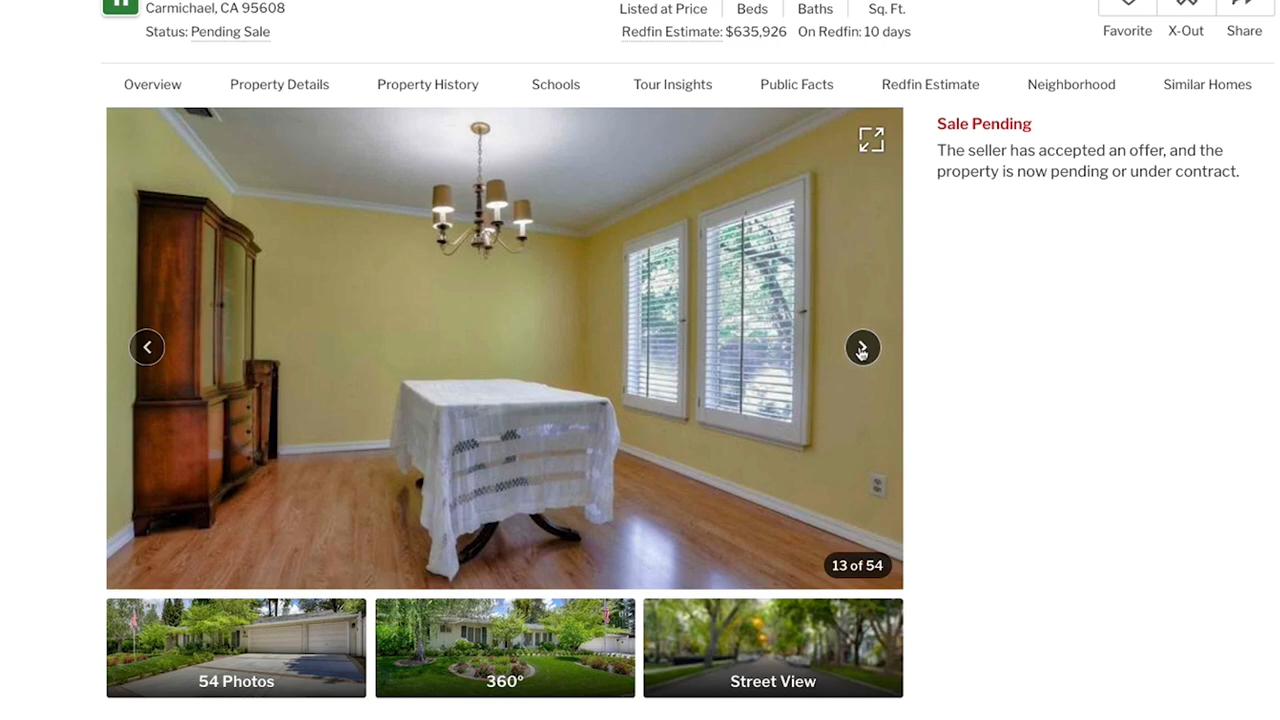 Carmichael, CA 95608
Status: Pending Sale
Listed at Price Beds Baths Sq. Ft.
Redfin Estimate: $635,926 On Redfin: 10 days
Favorite X-Out Share
Overview Property Details Property History Schools Tour Insights Public Facts Redfin Estimate Neighborhood Similar Homes
Sale Pending
The seller has accepted an offer, and the
property is now pending or under contract.
13 of 54
54 Photos
360º
Street View